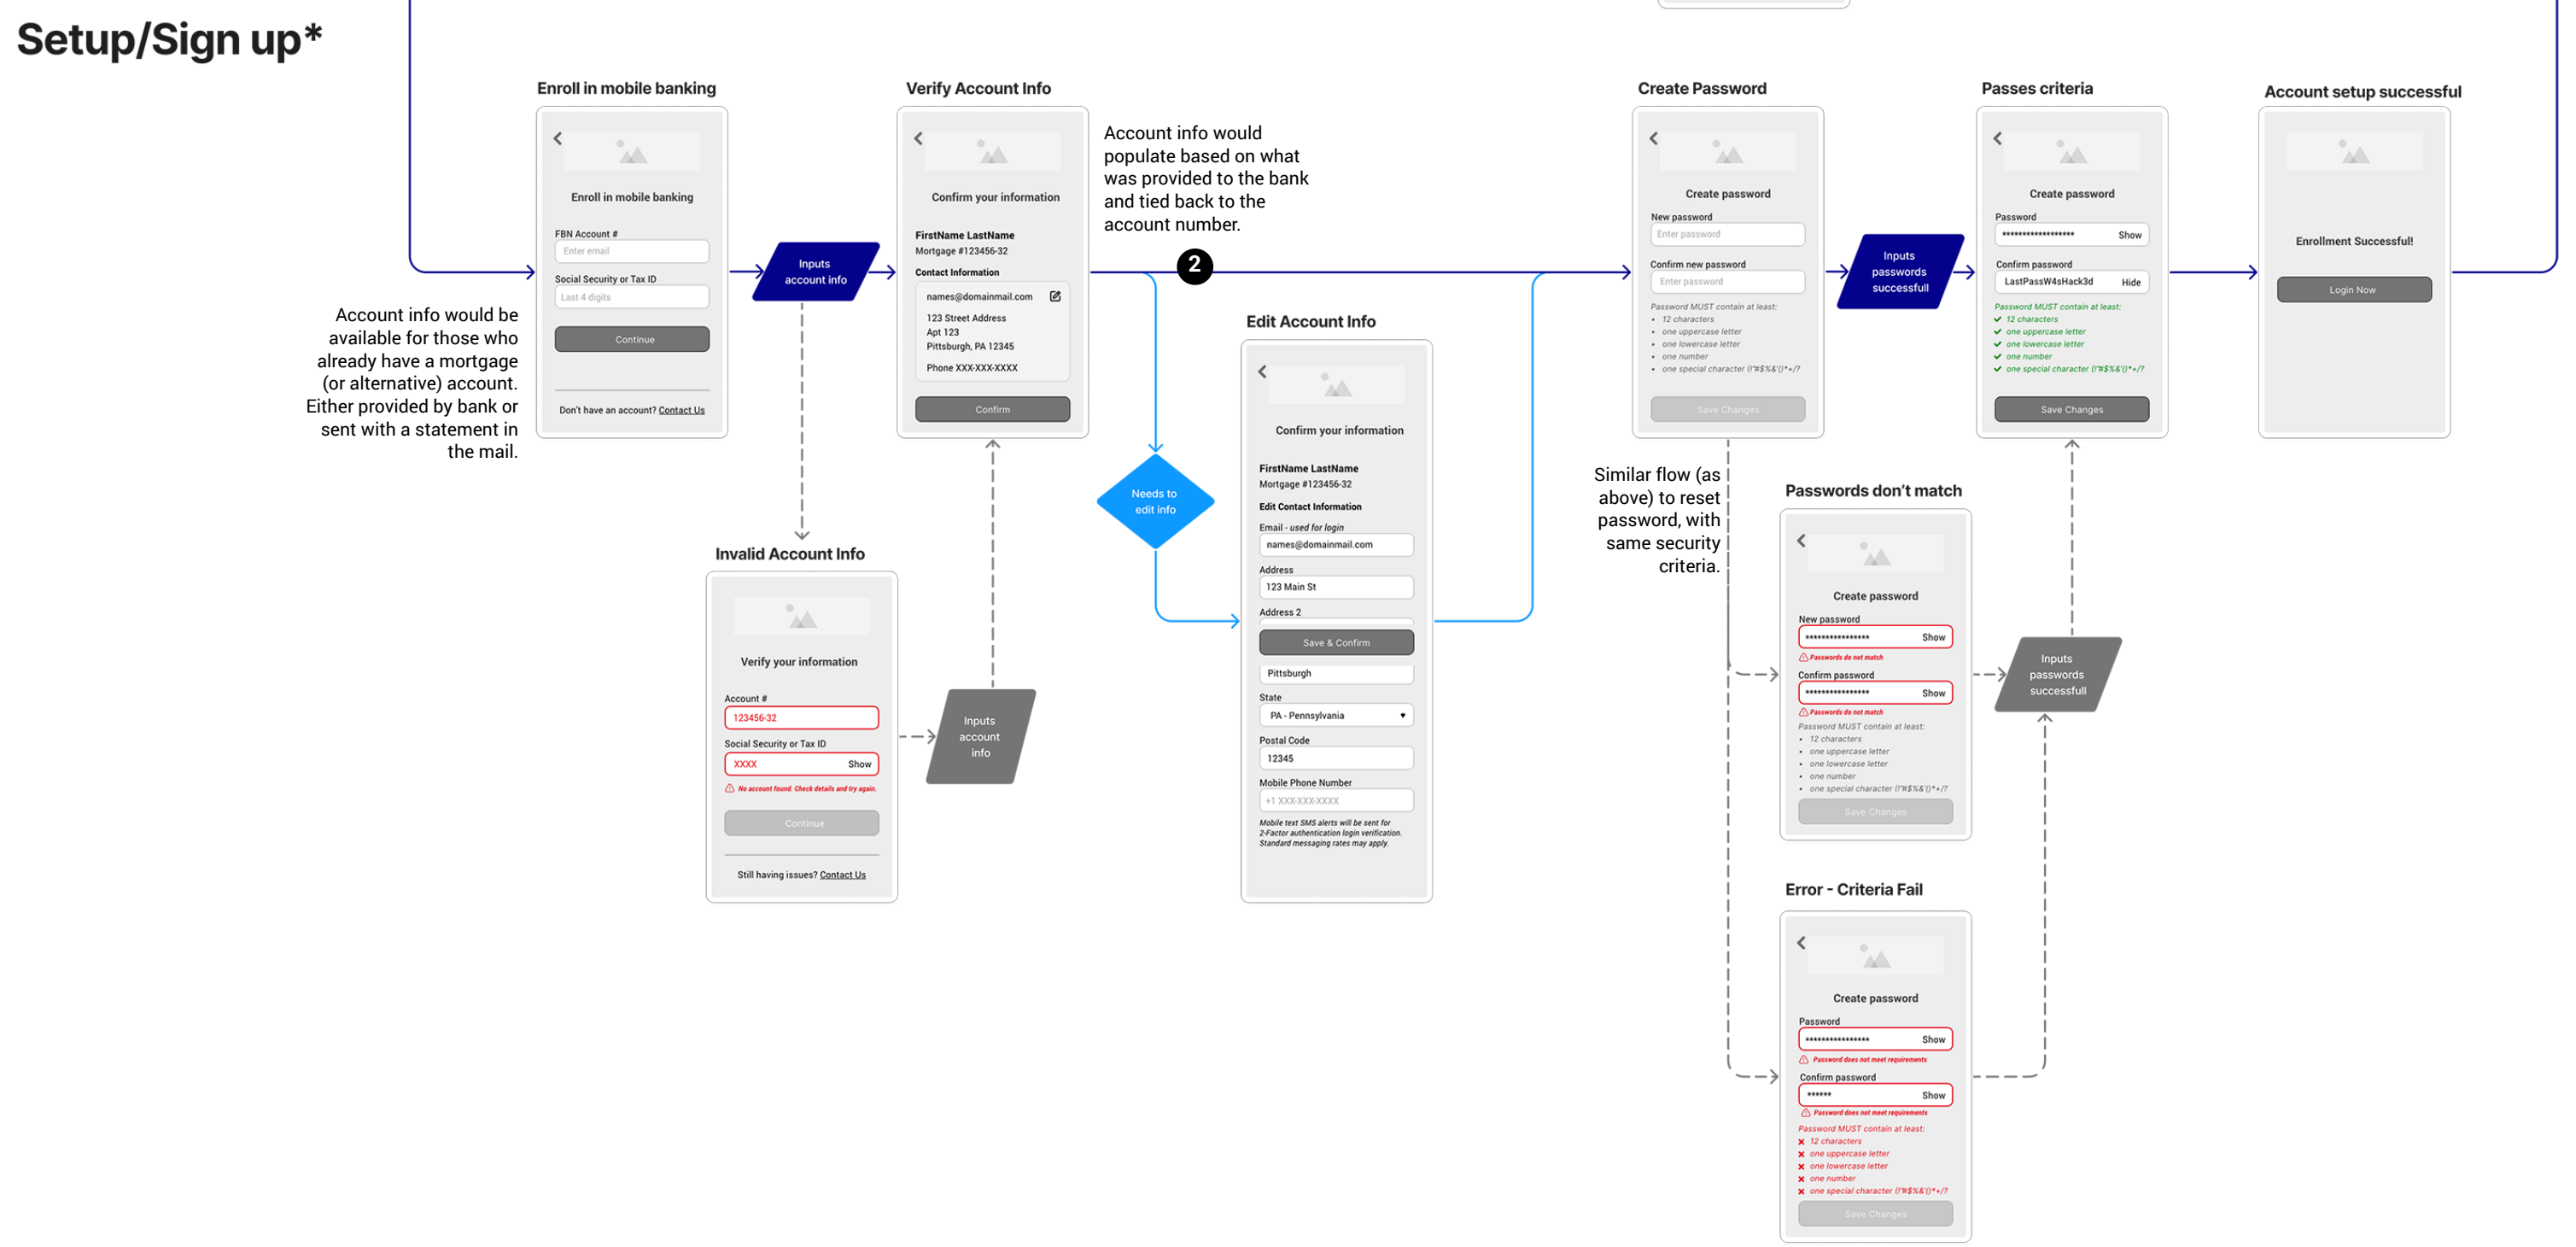 Setup/Sign up*
Enroll in mobile banking
Enroll in mobile banking
FBN Account #
Enter email
Social Security or Tax ID
Last 4 digits
Continue
Don't have an account? Contact Us
Account info would be
available for those who
already have a mortgage
(or alternative) account.
Either provided by bank or
sent with a statement in
the mail.
Inputs
account info
Verify Account Info
Confirm your information
FirstName LastName
Mortgage #123456-32
Contact Information
names@domainmail.com
123 Street Address
Apt 123
Pittsburgh, PA 12345
Phone XXX-XXX-XXXX
Confirm
Account info would
populate based on what
was provided to the bank
and tied back to the
account number.
2
Invalid Account Info
Verify your information
Account #
123456-32
Social Security or Tax ID
XXXX Show
No account found. Check details and try again.
Continue
Still having issues? Contact Us
Inputs
account
info
Needs to
edit info
Edit Account Info
Confirm your information
FirstName LastName
Mortgage #123456-32
Edit Contact Information
Email - used for login
names@domainmail.com
Address
123 Main St
Address 2
Save & Confirm
Pittsburgh
State
PA - Pennsylvania
Postal Code
12345
Mobile Phone Number
+1 XXX-XXX-XXXX
Mobile text SMS alerts will be sent for
2-Factor authentication login verification.
Standard messaging rates may apply.
Create Password
Create password
New password
Enter password
Confirm new password
Enter password
Password MUST contain at least:
• 12 characters
• one uppercase letter
• one lowercase letter
• one number
• one special character (!"#$%&'()*+/?
Save Changes
Similar flow (as
above) to reset
password, with
same security
criteria.
Inputs
passwords
successfull
Passes criteria
Create password
Password
****************** Show
Confirm password
LastPassW4sHack3d Hide
Password MUST contain at least:
12 characters
one uppercase letter
one lowercase letter
one number
one special character (!"#$%&'()*+/?
Save Changes
Account setup successful
Enrollment Successful!
Login Now
Passwords don't match
Create password
New password
**************** Show
Passwords do not match
Confirm password
**************** Show
Passwords do not match
Password MUST contain at least:
• 12 characters
• one uppercase letter
• one lowercase letter
• one number
• one special character (!"#$%&'()*+/?
Save Changes
Inputs
passwords
successfull
Error - Criteria Fail
Create password
Password
**************** Show
Password does not meet requirements
Confirm password
****** Show
Password does not meet requirements
Password MUST contain at least:
12 characters
one uppercase letter
one lowercase letter
one number
one special character (!"#$%&'()*+/?
Save Changes